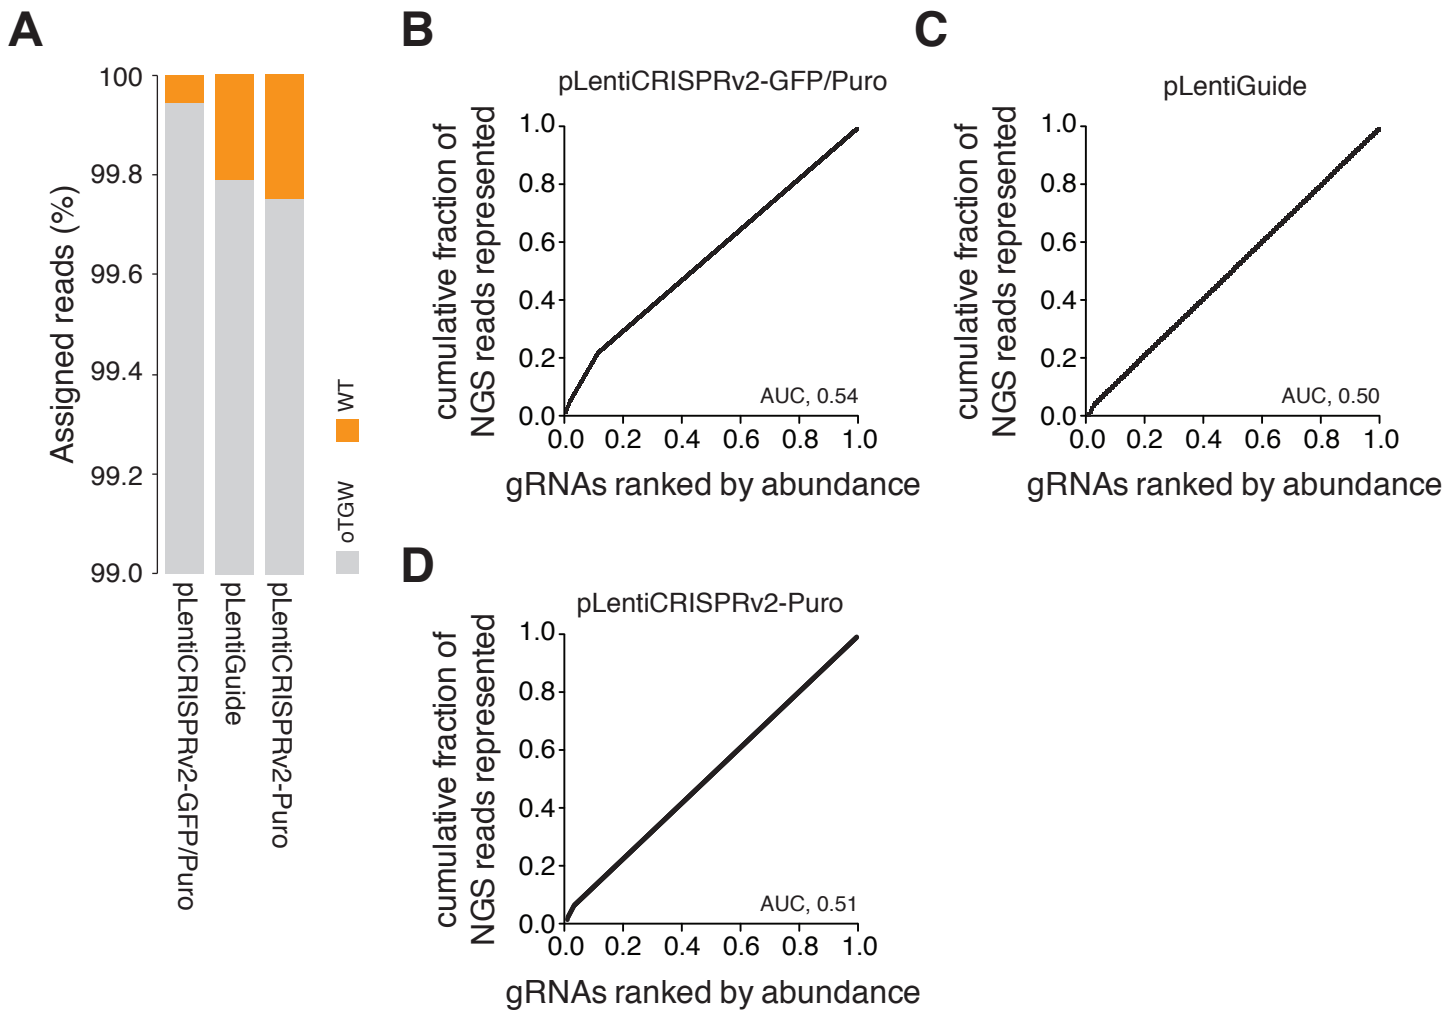 A
Assigned reads (%)
100
99.8
99.6
99.4
99.2
99.0
pLentiCRISPRv2-GFP/Puro
pLentiGuide
pLentiCRISPRv2-Puro
WT
oTGW
B
pLentiCRISPRv2-GFP/Puro
cumulative fraction of
NGS reads represented
1.0
0.8
0.6
0.4
0.2
0.0
AUC, 0.54
0.0 0.2 0.4 0.6 0.8 1.0
gRNAs ranked by abundance
C
pLentiGuide
cumulative fraction of
NGS reads represented
1.0
0.8
0.6
0.4
0.2
0.0
AUC, 0.50
0.0 0.2 0.4 0.6 0.8 1.0
gRNAs ranked by abundance
D
pLentiCRISPRv2-Puro
cumulative fraction of
NGS reads represented
1.0
0.8
0.6
0.4
0.2
0.0
AUC, 0.51
0.0 0.2 0.4 0.6 0.8 1.0
gRNAs ranked by abundance